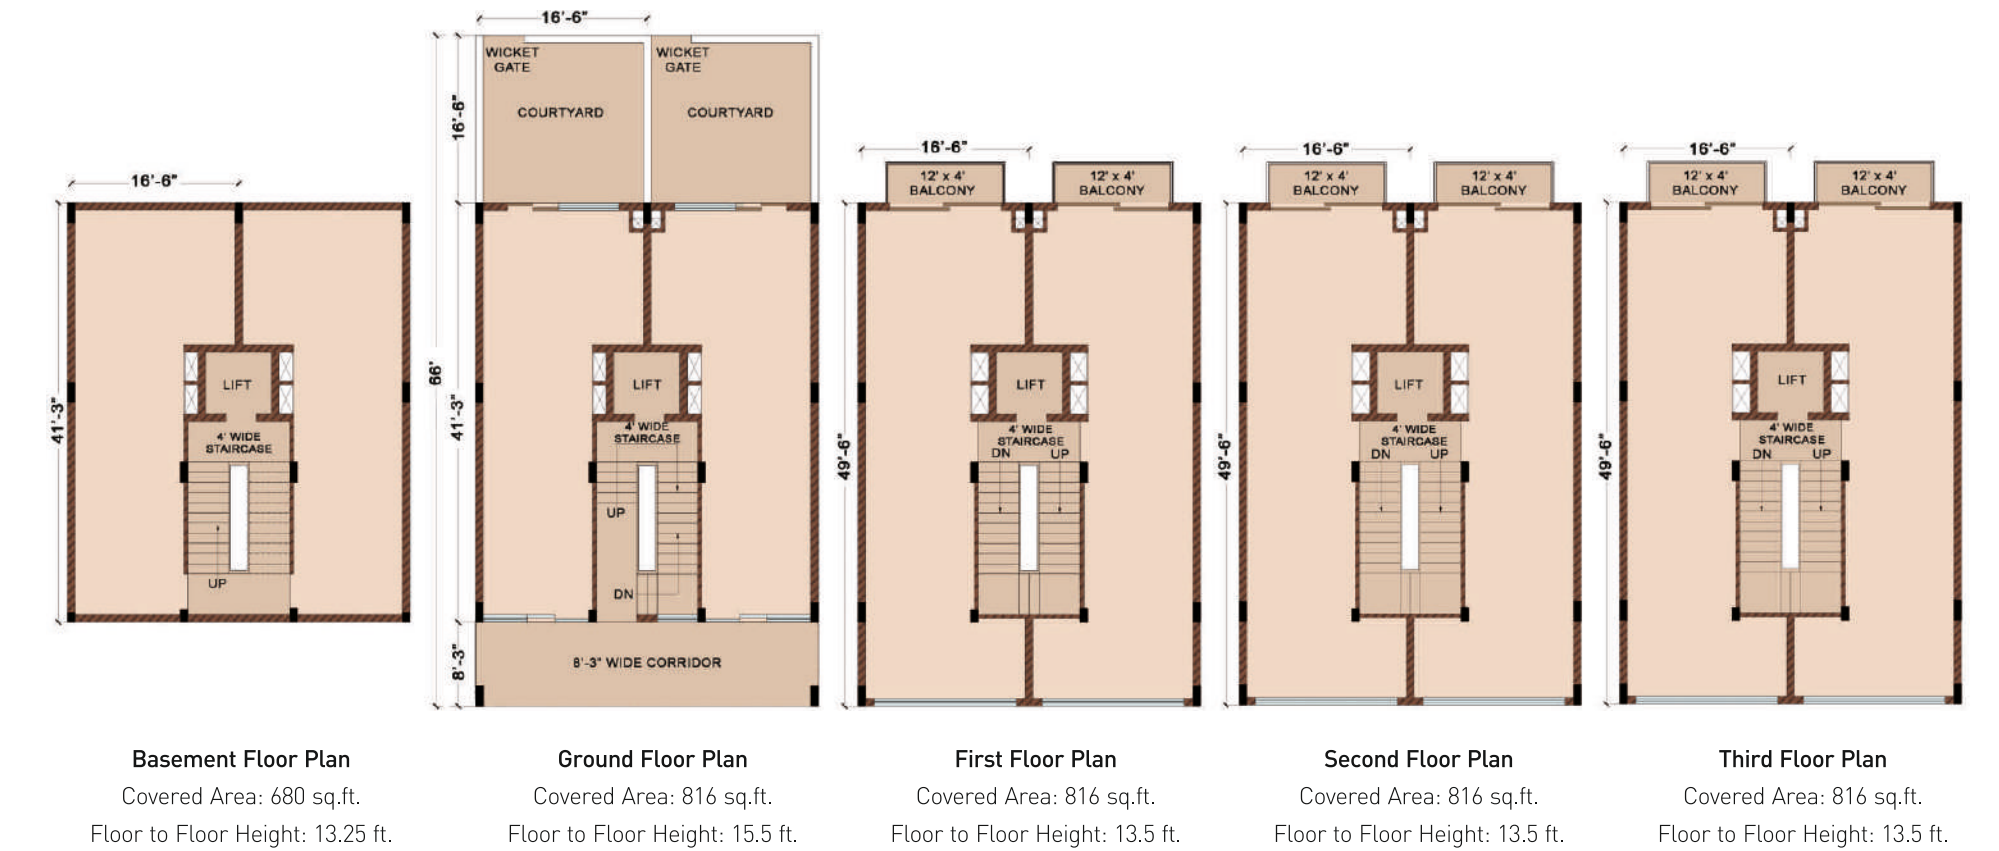 16'-6"
41'-3"
LIFT
4' WIDE
STAIRCASE
UP
Basement Floor Plan
Covered Area: 680 sq.ft.
Floor to Floor Height: 13.25 ft.
16'-6"
66'
16'-6"
41'-3"
8'-3"
WICKET
GATE
WICKET
GATE
COURTYARD
COURTYARD
LIFT
4' WIDE
STAIRCASE
UP
DN
8'-3" WIDE CORRIDOR
Ground Floor Plan
Covered Area: 816 sq.ft.
Floor to Floor Height: 15.5 ft.
16'-6"
49'-6"
12' x 4'
BALCONY
12' x 4'
BALCONY
LIFT
4' WIDE
STAIRCASE
DN
UP
First Floor Plan
Covered Area: 816 sq.ft.
Floor to Floor Height: 13.5 ft.
16'-6"
49'-6"
12' x 4'
BALCONY
12' x 4'
BALCONY
LIFT
4' WIDE
STAIRCASE
DN
UP
Second Floor Plan
Covered Area: 816 sq.ft.
Floor to Floor Height: 13.5 ft.
16'-6"
49'-6"
12' x 4'
BALCONY
12' x 4'
BALCONY
LIFT
4' WIDE
STAIRCASE
DN
UP
Third Floor Plan
Covered Area: 816 sq.ft.
Floor to Floor Height: 13.5 ft.